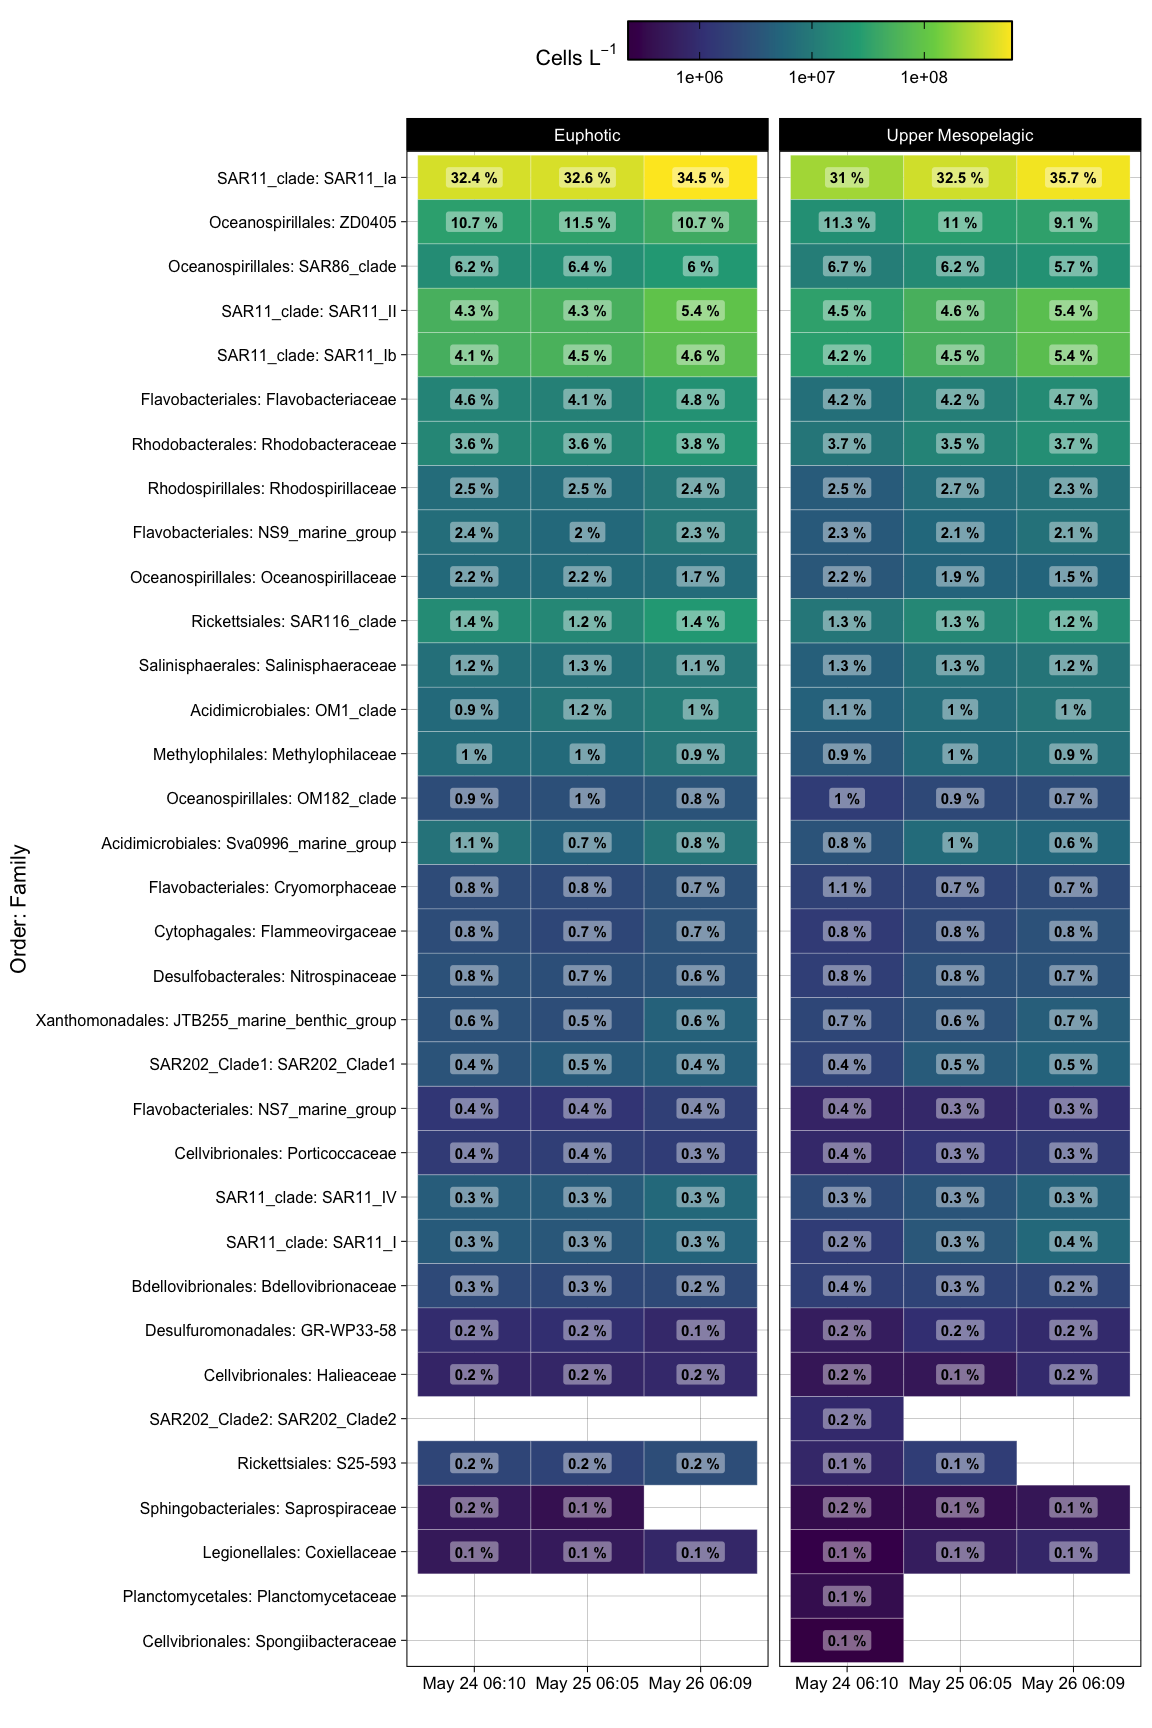 Cells L⁻¹
1e+06 1e+07 1e+08
Euphotic Upper Mesopelagic
SAR11_clade: SAR11_Ia 32.4 % 32.6 % 34.5 % 31 % 32.5 % 35.7 %
Oceanospirillales: ZD0405 10.7 % 11.5 % 10.7 % 11.3 % 11 % 9.1 %
Oceanospirillales: SAR86_clade 6.2 % 6.4 % 6 % 6.7 % 6.2 % 5.7 %
SAR11_clade: SAR11_II 4.3 % 4.3 % 5.4 % 4.5 % 4.6 % 5.4 %
SAR11_clade: SAR11_Ib 4.1 % 4.5 % 4.6 % 4.2 % 4.5 % 5.4 %
Flavobacteriales: Flavobacteriaceae 4.6 % 4.1 % 4.8 % 4.2 % 4.2 % 4.7 %
Rhodobacterales: Rhodobacteraceae 3.6 % 3.6 % 3.8 % 3.7 % 3.5 % 3.7 %
Rhodospirillales: Rhodospirillaceae 2.5 % 2.5 % 2.4 % 2.5 % 2.7 % 2.3 %
Flavobacteriales: NS9_marine_group 2.4 % 2 % 2.3 % 2.3 % 2.1 % 2.1 %
Oceanospirillales: Oceanospirillaceae 2.2 % 2.2 % 1.7 % 2.2 % 1.9 % 1.5 %
Rickettsiales: SAR116_clade 1.4 % 1.2 % 1.4 % 1.3 % 1.3 % 1.2 %
Salinisphaerales: Salinisphaeraceae 1.2 % 1.3 % 1.1 % 1.3 % 1.3 % 1.2 %
Acidimicrobiales: OM1_clade 0.9 % 1.2 % 1 % 1.1 % 1 % 1 %
Methylophilales: Methylophilaceae 1 % 1 % 0.9 % 0.9 % 1 % 0.9 %
Oceanospirillales: OM182_clade 0.9 % 1 % 0.8 % 1 % 0.9 % 0.7 %
Acidimicrobiales: Sva0996_marine_group 1.1 % 0.7 % 0.8 % 0.8 % 1 % 0.6 %
Flavobacteriales: Cryomorphaceae 0.8 % 0.8 % 0.7 % 1.1 % 0.7 % 0.7 %
Order: Family
Cytophagales: Flammeovirgaceae 0.8 % 0.7 % 0.7 % 0.8 % 0.8 % 0.8 %
Desulfobacterales: Nitrospinaceae 0.8 % 0.7 % 0.6 % 0.8 % 0.8 % 0.7 %
Xanthomonadales: JTB255_marine_benthic_group 0.6 % 0.5 % 0.6 % 0.7 % 0.6 % 0.7 %
SAR202_Clade1: SAR202_Clade1 0.4 % 0.5 % 0.4 % 0.4 % 0.5 % 0.5 %
Flavobacteriales: NS7_marine_group 0.4 % 0.4 % 0.4 % 0.4 % 0.3 % 0.3 %
Cellvibrionales: Porticoccaceae 0.4 % 0.4 % 0.3 % 0.4 % 0.3 % 0.3 %
SAR11_clade: SAR11_IV 0.3 % 0.3 % 0.3 % 0.3 % 0.3 % 0.3 %
SAR11_clade: SAR11_I 0.3 % 0.3 % 0.3 % 0.2 % 0.3 % 0.4 %
Bdellovibrionales: Bdellovibrionaceae 0.3 % 0.3 % 0.2 % 0.4 % 0.3 % 0.2 %
Desulfuromonadales: GR-WP33-58 0.2 % 0.2 % 0.1 % 0.2 % 0.2 % 0.2 %
Cellvibrionales: Halieaceae 0.2 % 0.2 % 0.2 % 0.2 % 0.1 % 0.2 %
SAR202_Clade2: SAR202_Clade2 0.2 %
Rickettsiales: S25-593 0.2 % 0.2 % 0.2 % 0.1 % 0.1 %
Sphingobacteriales: Saprospiraceae 0.2 % 0.1 % 0.2 % 0.1 % 0.1 %
Legionellales: Coxiellaceae 0.1 % 0.1 % 0.1 % 0.1 % 0.1 % 0.1 %
Planctomycetales: Planctomycetaceae 0.1 %
Cellvibrionales: Spongiibacteraceae 0.1 %
May 24 06:10 May 25 06:05 May 26 06:09 May 24 06:10 May 25 06:05 May 26 06:09